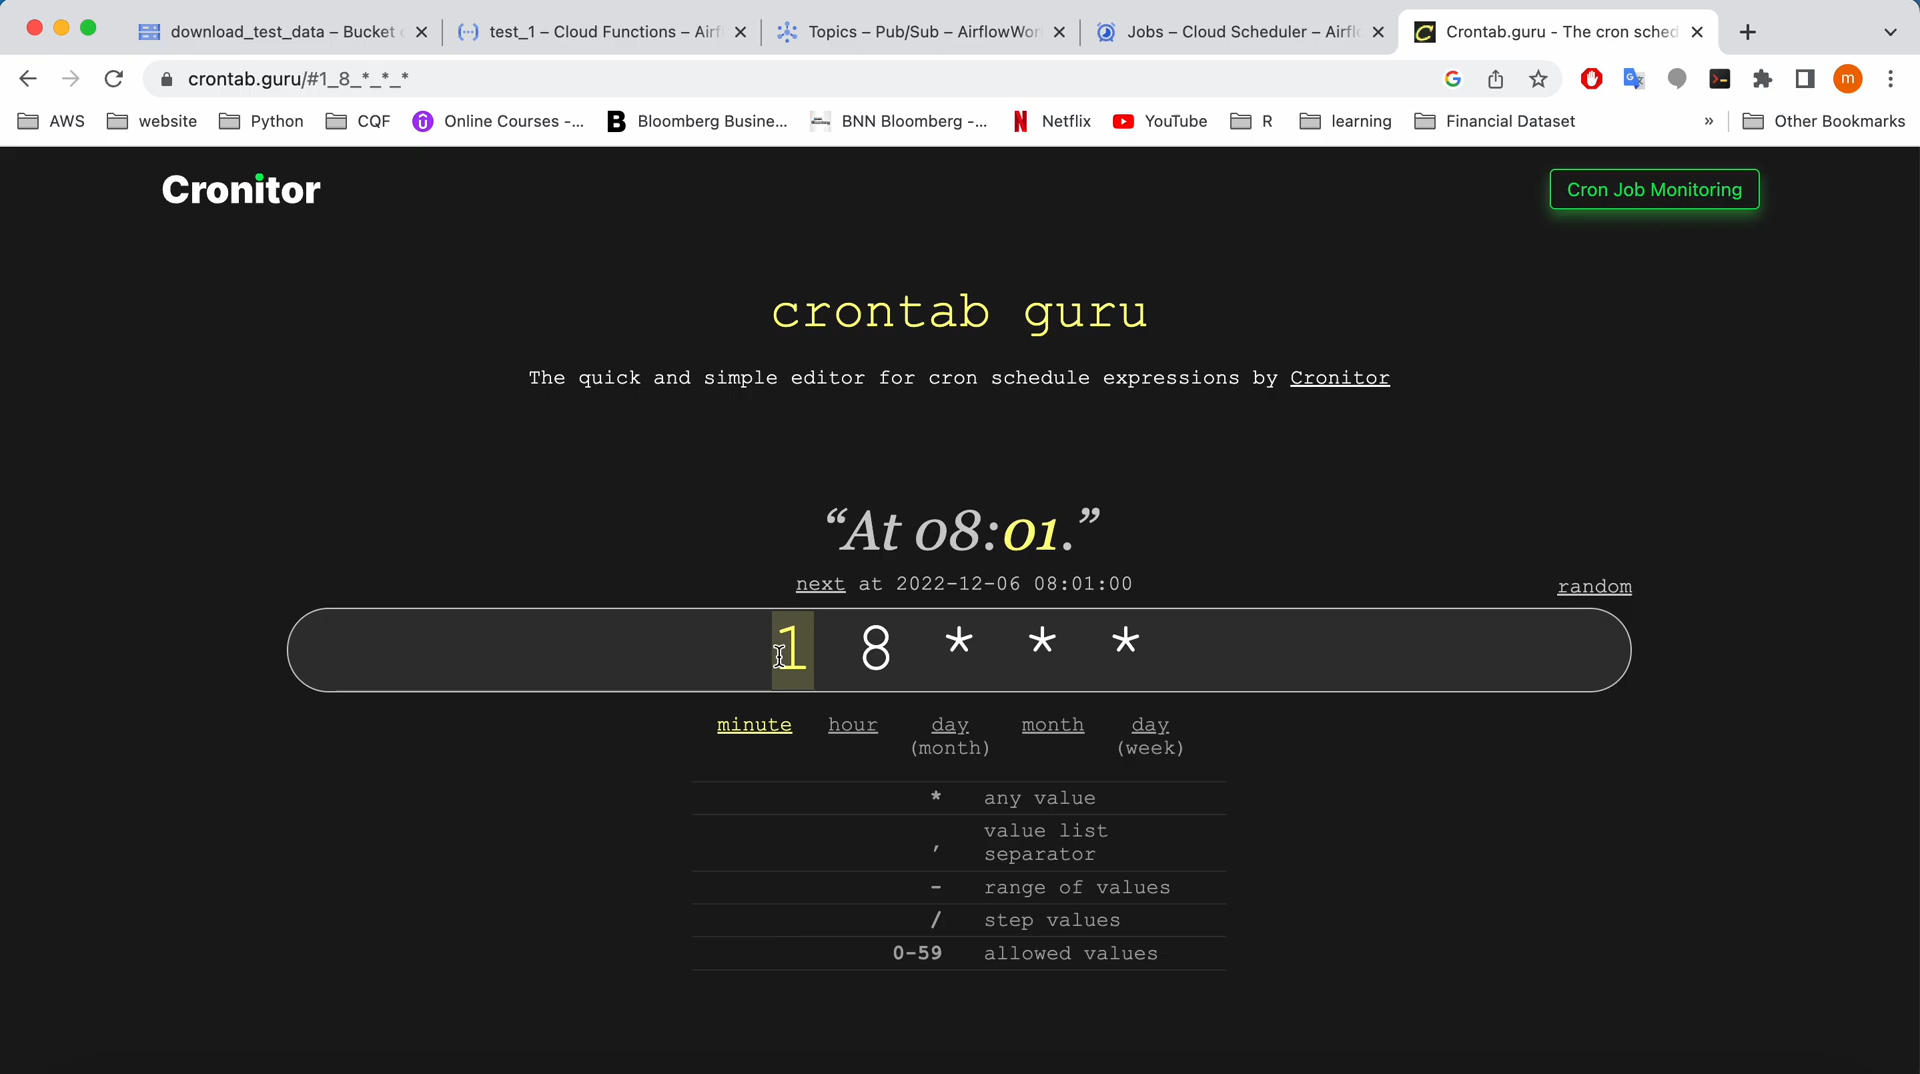 download_test_data – Bucket
test_1 – Cloud Functions – Airf
Topics – Pub/Sub – AirflowWor
Jobs – Cloud Scheduler – Airfl
Crontab.guru - The cron sched
crontab.guru/#1_8_*_*_*
m
AWS
website
Python
CQF
Online Courses -...
Bloomberg Busine...
BNN Bloomberg -...
Netflix
YouTube
R
learning
Financial Dataset
»
Other Bookmarks
Cronitor
Cron Job Monitoring
crontab guru
The quick and simple editor for cron schedule expressions by Cronitor
“At 08:01.”
next at 2022-12-06 08:01:00
random
1 8 * * *
minute hour day (month) month day (week)
* any value
, value list separator
- range of values
/ step values
0-59 allowed values